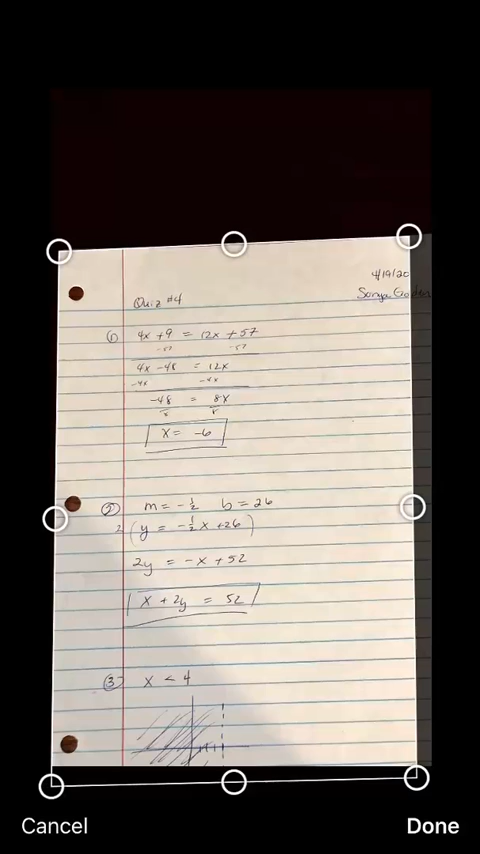 4/19/20
Quiz #4
Sonya
① 4x + 9 = 12x + 57
-57 -57
4x - 48 = 12x
-4x -4x
-48 = 8x
8 8
x = -6
② m = -1/2 b = 26
2 (y = -1/2 x + 26)
2y = -x + 52
x + 2y = 52
③ x < 4
Cancel
Done